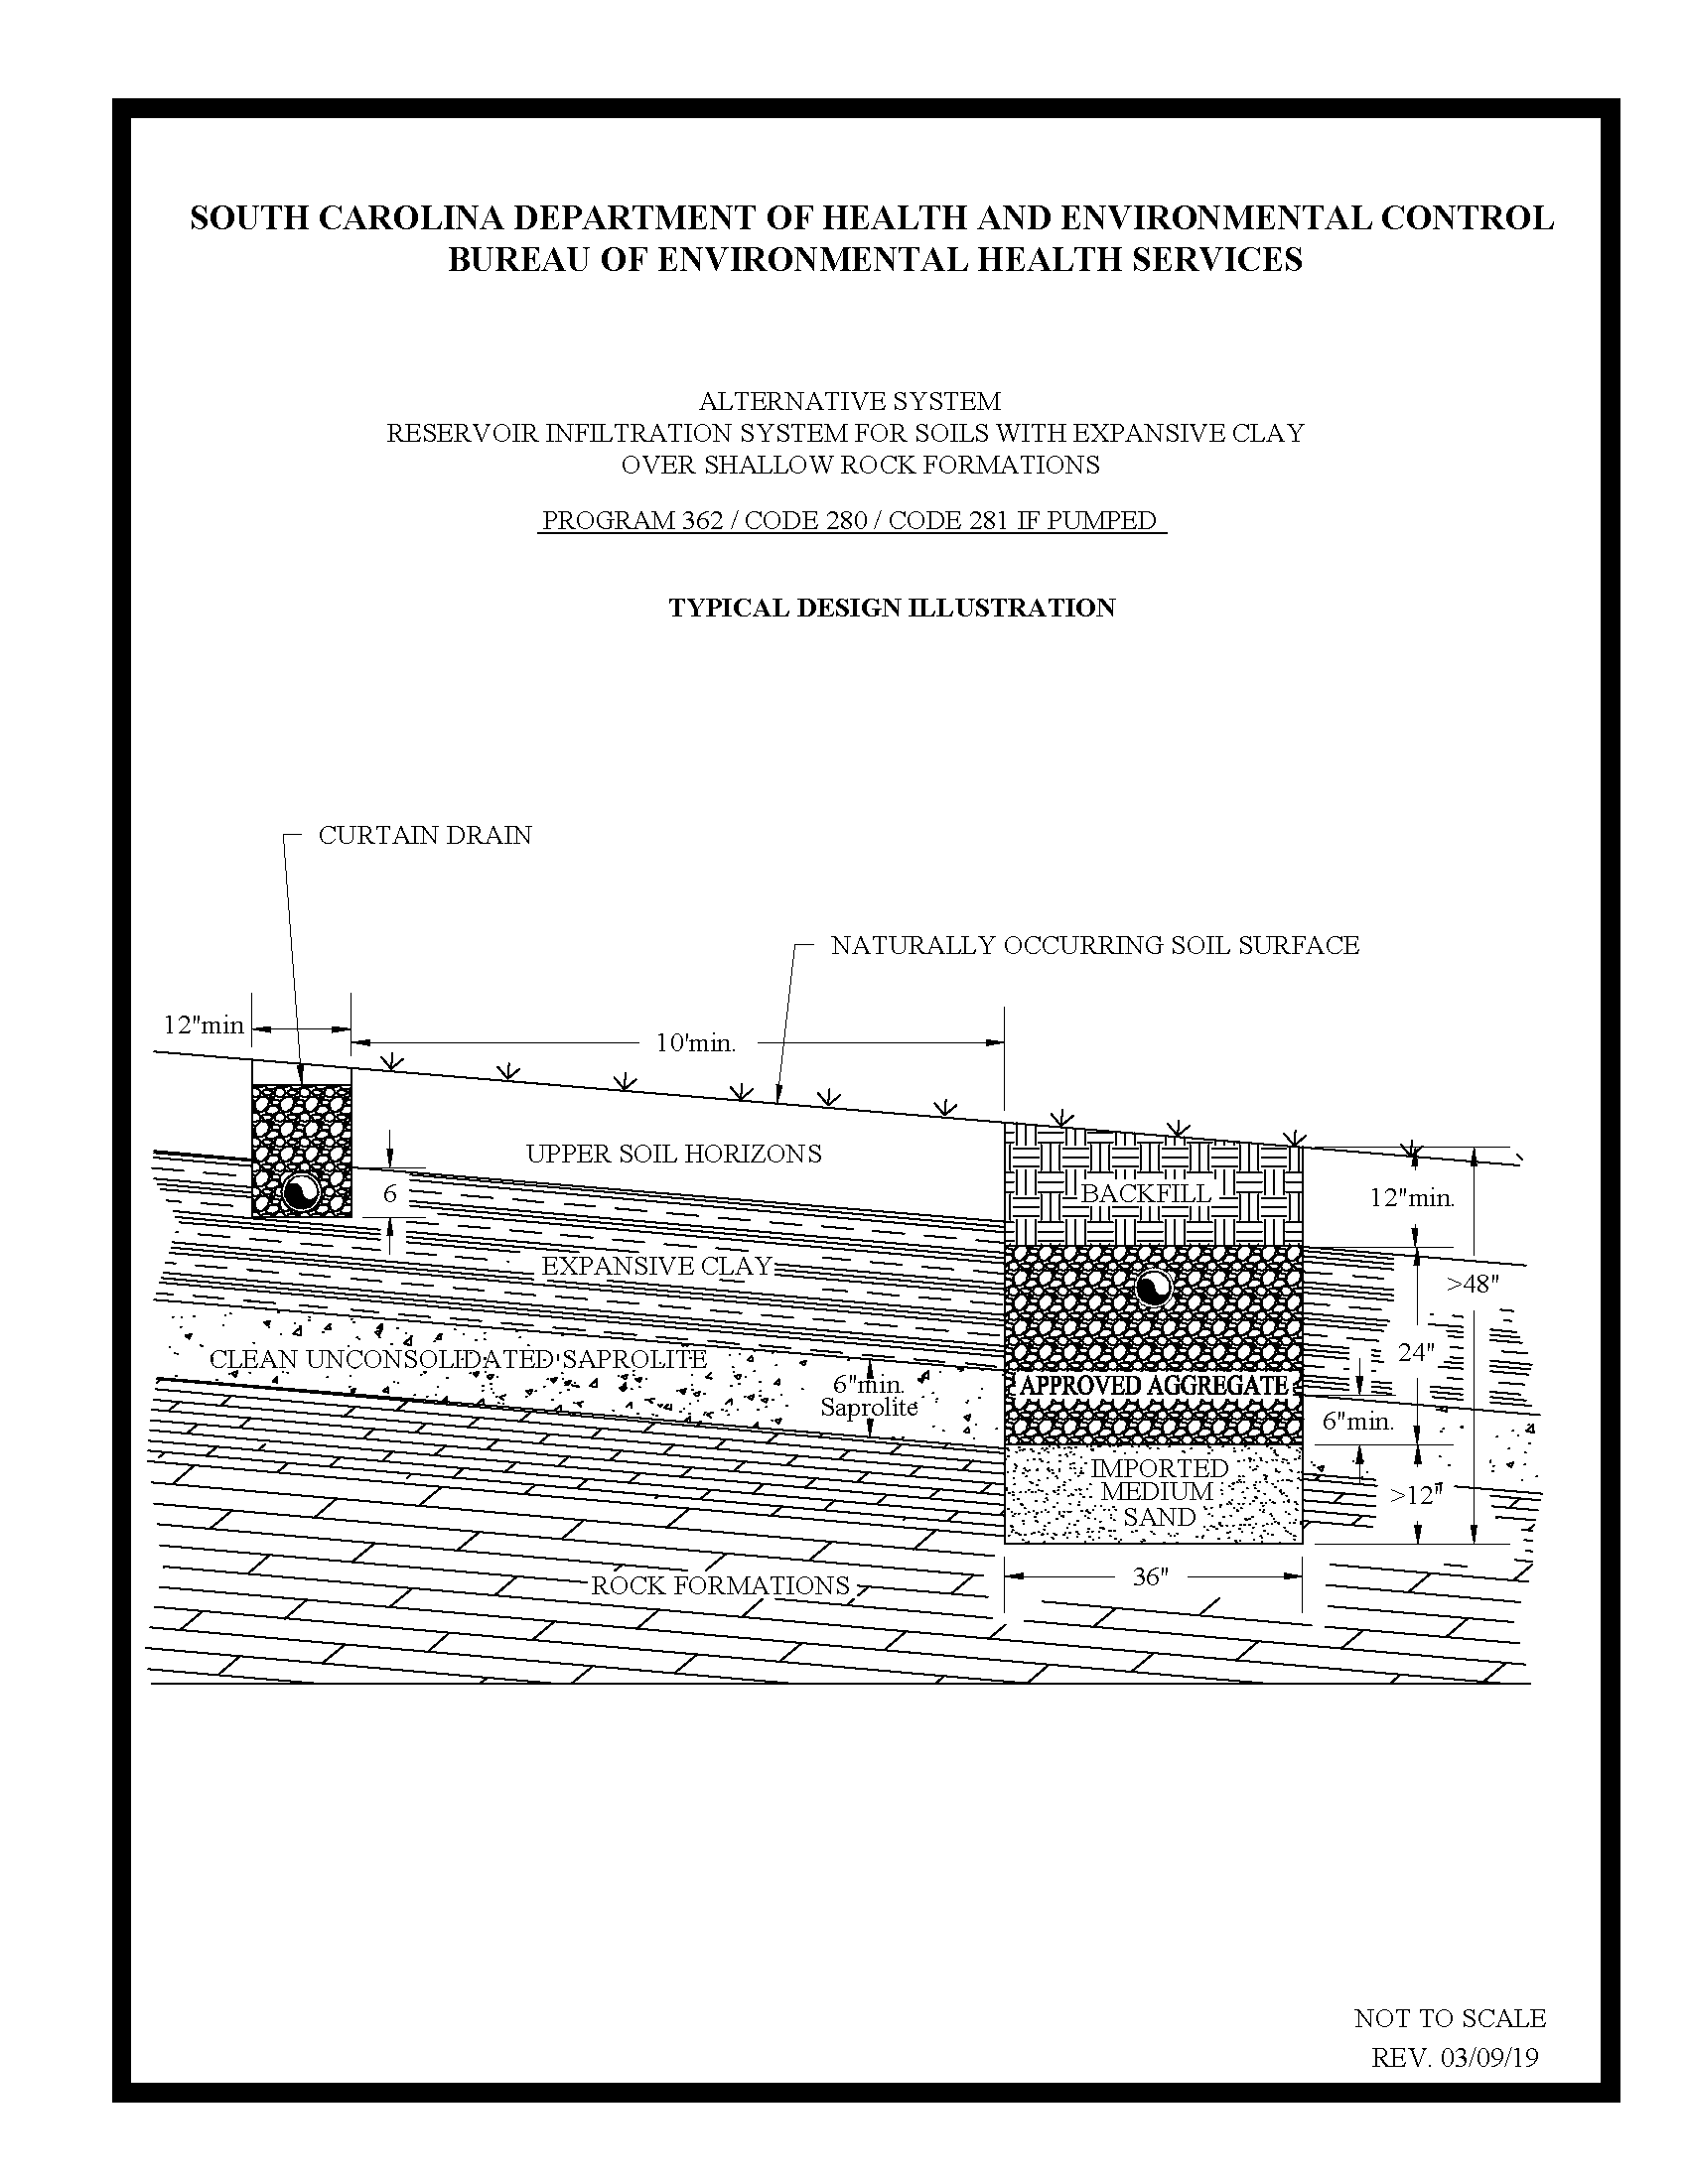 SOUTH CAROLINA DEPARTMENT OF HEALTH AND ENVIRONMENTAL CONTROL
BUREAU OF ENVIRONMENTAL HEALTH SERVICES
ALTERNATIVE SYSTEM
RESERVOIR INFILTRATION SYSTEM FOR SOILS WITH EXPANSIVE CLAY
OVER SHALLOW ROCK FORMATIONS
PROGRAM 362 / CODE 280 / CODE 281 IF PUMPED
TYPICAL DESIGN ILLUSTRATION
CURTAIN DRAIN
NATURALLY OCCURRING SOIL SURFACE
12"min
10'min.
UPPER SOIL HORIZONS
6
BACKFILL
12"min.
EXPANSIVE CLAY
>48"
24"
CLEAN UNCONSOLIDATED SAPROLITE
6"min.
Saprolite
APPROVED AGGREGATE
6"min.
IMPORTED
MEDIUM
SAND
>12"
ROCK FORMATIONS
36"
NOT TO SCALE
REV. 03/09/19